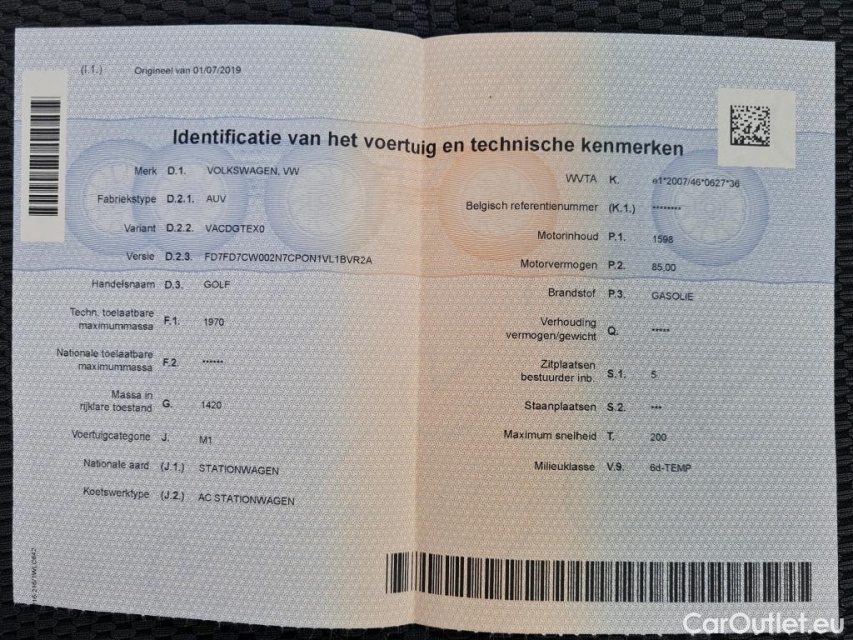 (I.1.) Origineel van 01/07/2019
Identificatie van het voertuig en technische kenmerken
Merk D.1. VOLKSWAGEN, VW
Fabriekstype D.2.1. AUV
Variant D.2.2. VACDGTEX0
Versie D.2.3. FD7FD7CW002N7CPON1VL1BVR2A
Handelsnaam D.3. GOLF
Techn. toelaatbare
maximummassa F.1. 1970
Nationale toelaatbare
maximummassa F.2. ******
Massa in
rijklare toestand G. 1420
Voertuigcategorie J. M1
Nationale aard (J.1.) STATIONWAGEN
Koetswerktype (J.2.) AC STATIONWAGEN
WVTA K. e1*2007/46*0627*36
Belgisch referentienummer (K.1.) ********
Motorinhoud P.1. 1598
Motorvermogen P.2. 85,00
Brandstof P.3. GASOLIE
Verhouding
vermogen/gewicht Q. *****
Zitplaatsen
bestuurder inb. S.1. 5
Staanplaatsen S.2. ***
Maximum snelheid T. 200
Milieuklasse V.9. 6d-TEMP
CarOutlet.eu